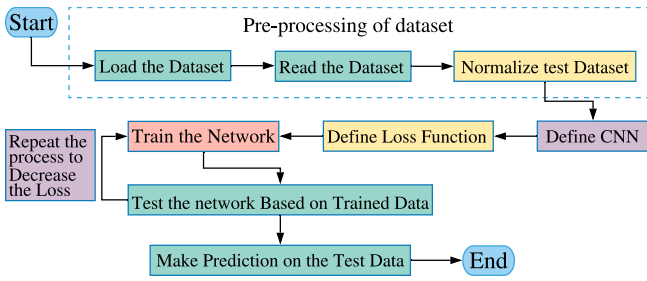 Start
Pre-processing of dataset
Load the Dataset
Read the Dataset
Normalize test Dataset
Repeat the
process to
Decrease
the Loss
Train the Network
Define Loss Function
Define CNN
Test the network Based on Trained Data
Make Prediction on the Test Data
End